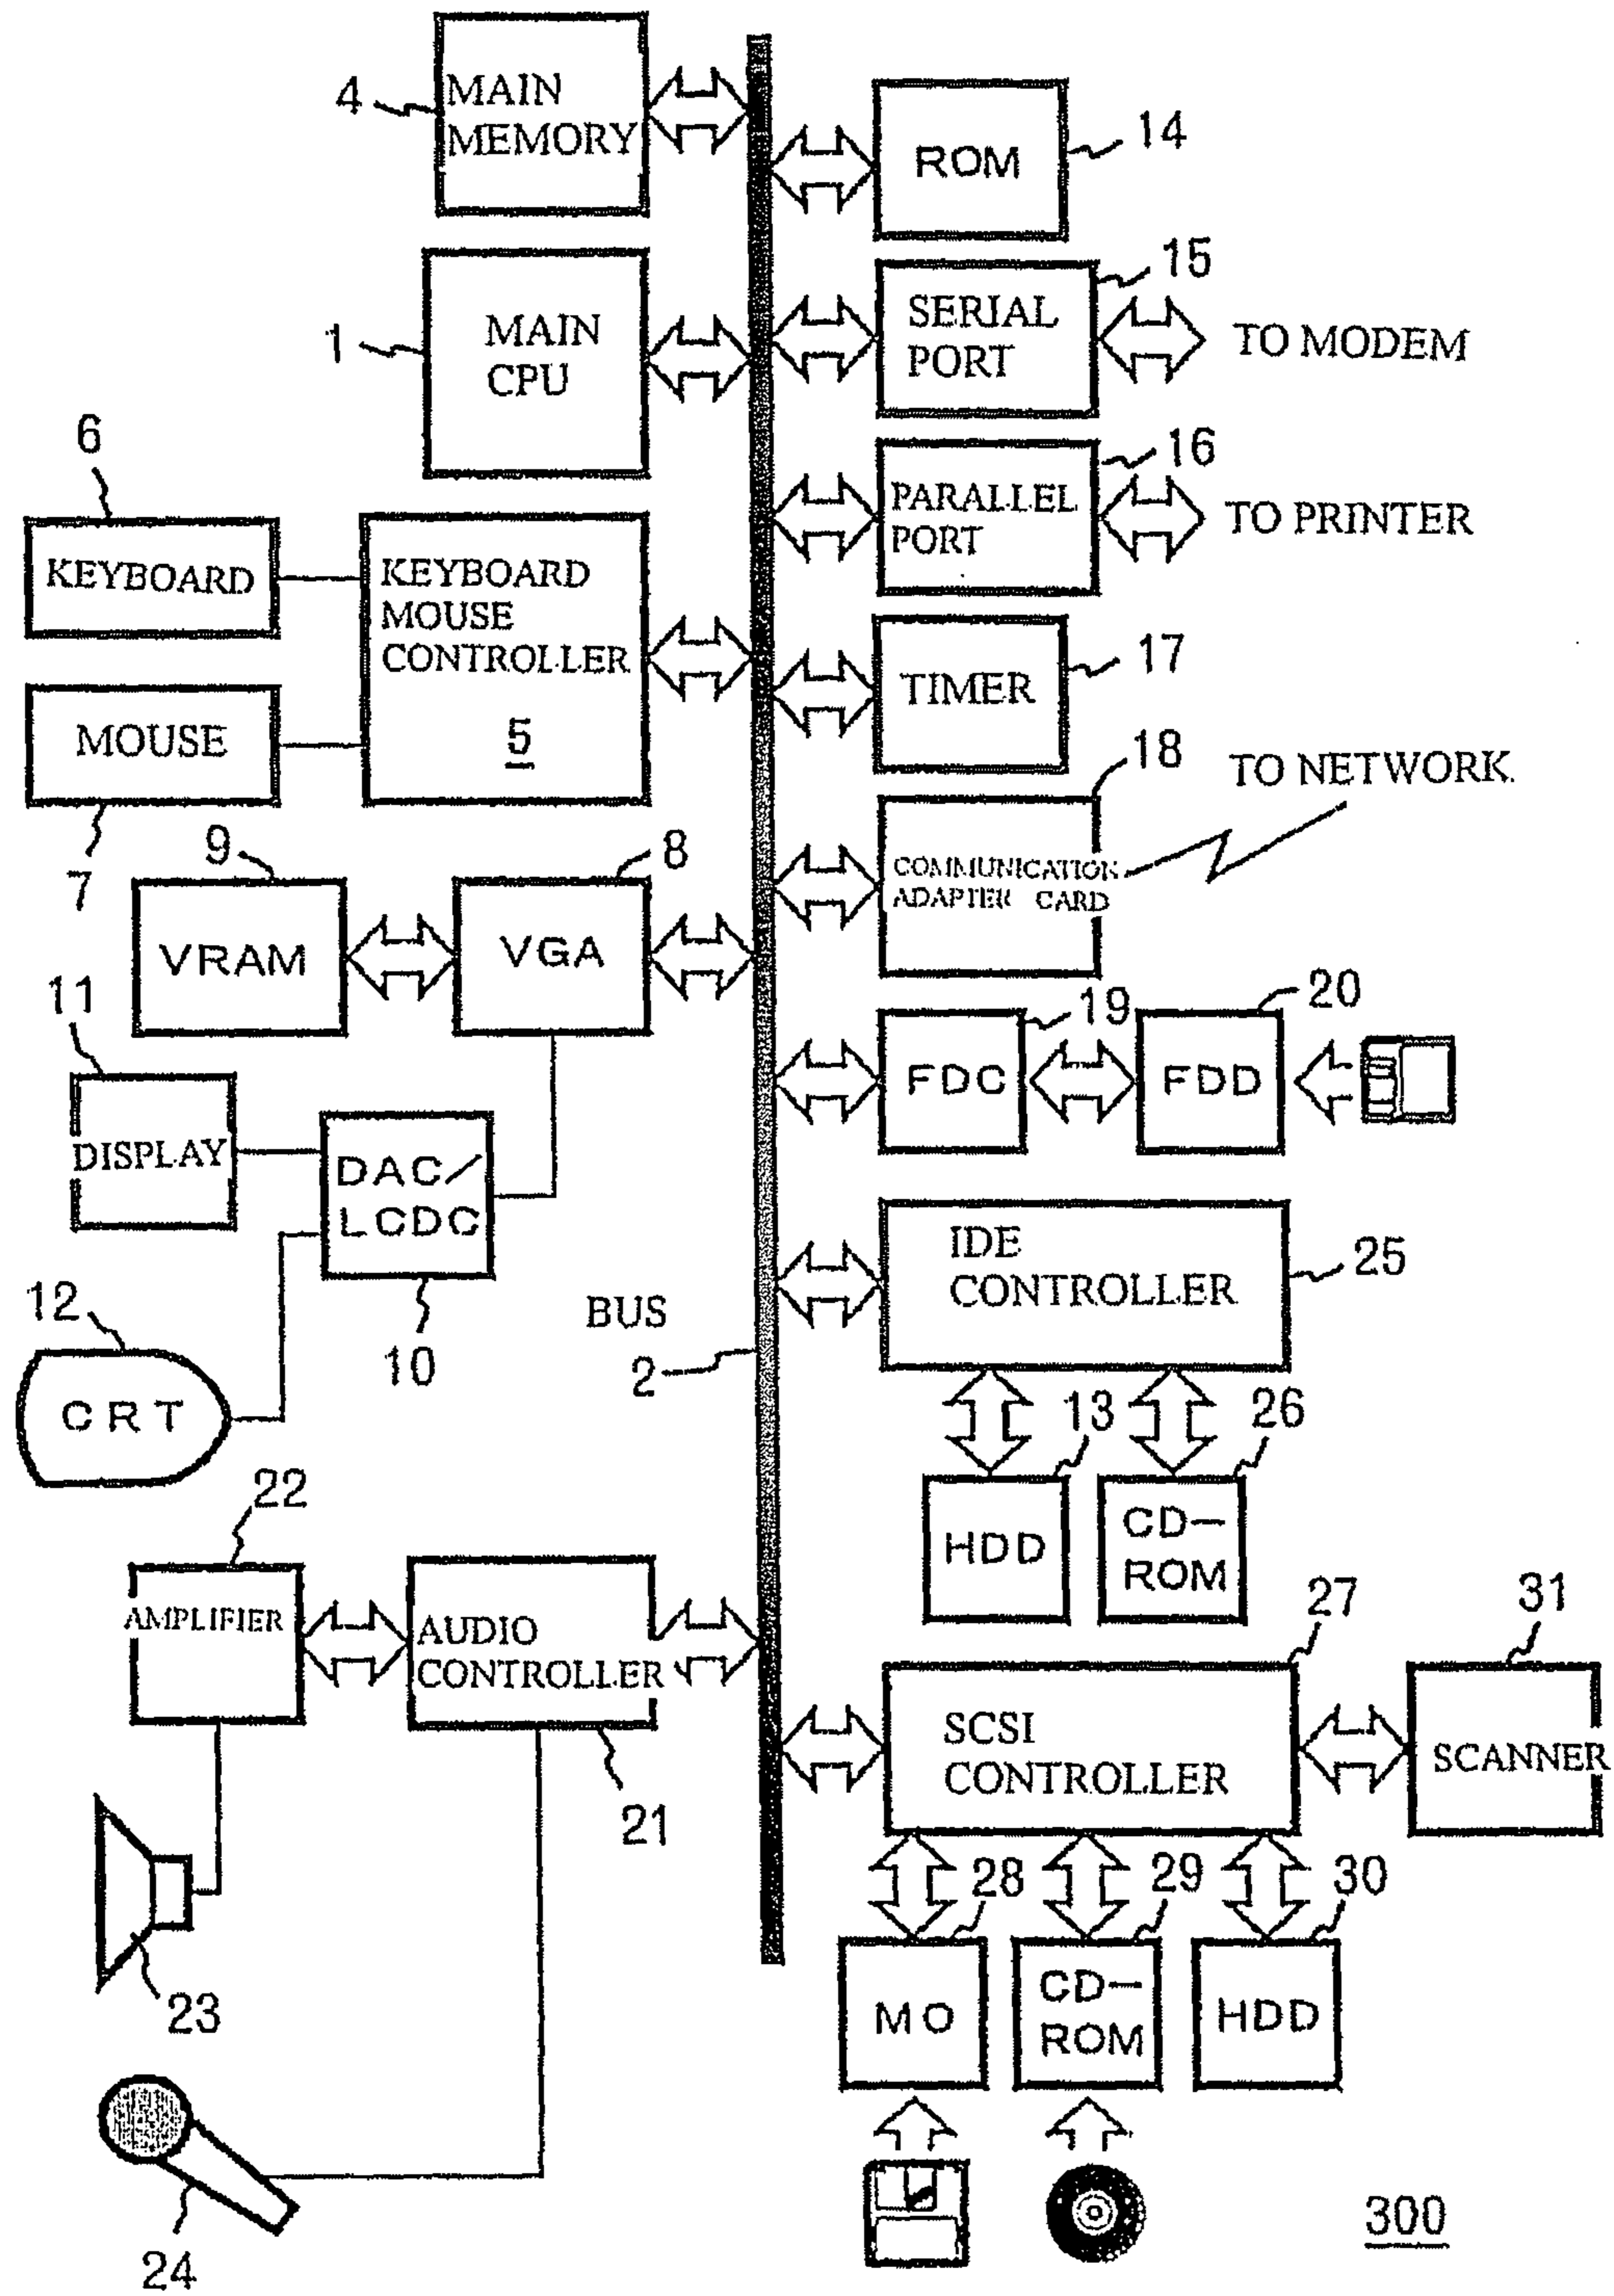 4
MAIN
MEMORY
ROM
14
1
MAIN
CPU
SERIAL
PORT
15
TO MODEM
PARALLEL
PORT
16
TO PRINTER
6
KEYBOARD
KEYBOARD
MOUSE
CONTROLLER
5
MOUSE
7
TIMER
17
18
TO NETWORK
COMMUNICATION
ADAPTER CARD
9
VRAM
8
VGA
11
DISPLAY
DAC/
LCDC
10
12
CRT
BUS
2
19
FDC
20
FDD
IDE
CONTROLLER
25
13
HDD
26
CD-
ROM
22
AMPLIFIER
AUDIO
CONTROLLER
21
23
24
27
SCSI
CONTROLLER
31
SCANNER
28
MO
29
CD-
ROM
30
HDD
300